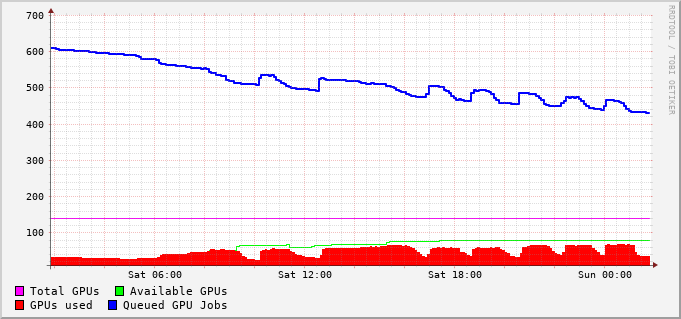 700
600
500
400
300
200
100
Sat 06:00 Sat 12:00 Sat 18:00 Sun 00:00
Total GPUs Available GPUs
GPUs used Queued GPU Jobs
RRDTOOL / TOBI OETIKER